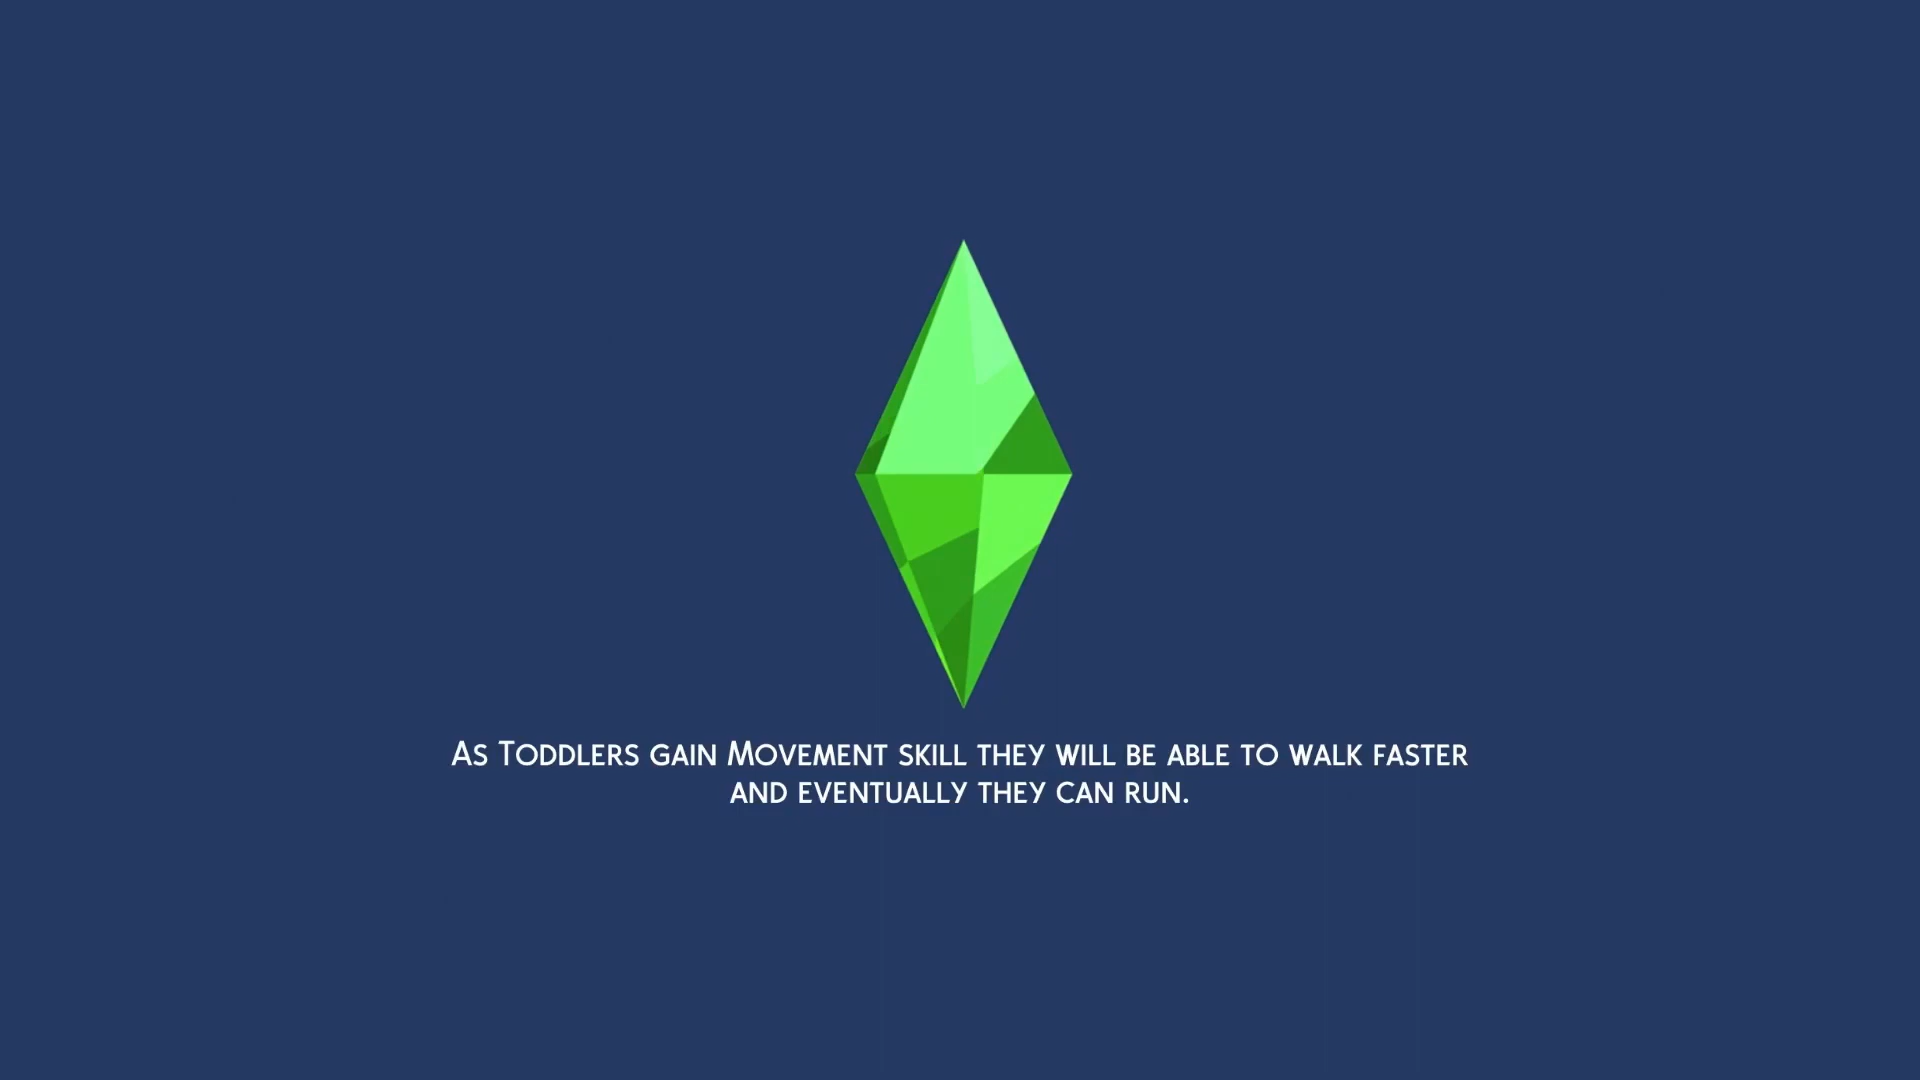 As Toddlers gain Movement skill they will be able to walk faster
and eventually they can run.